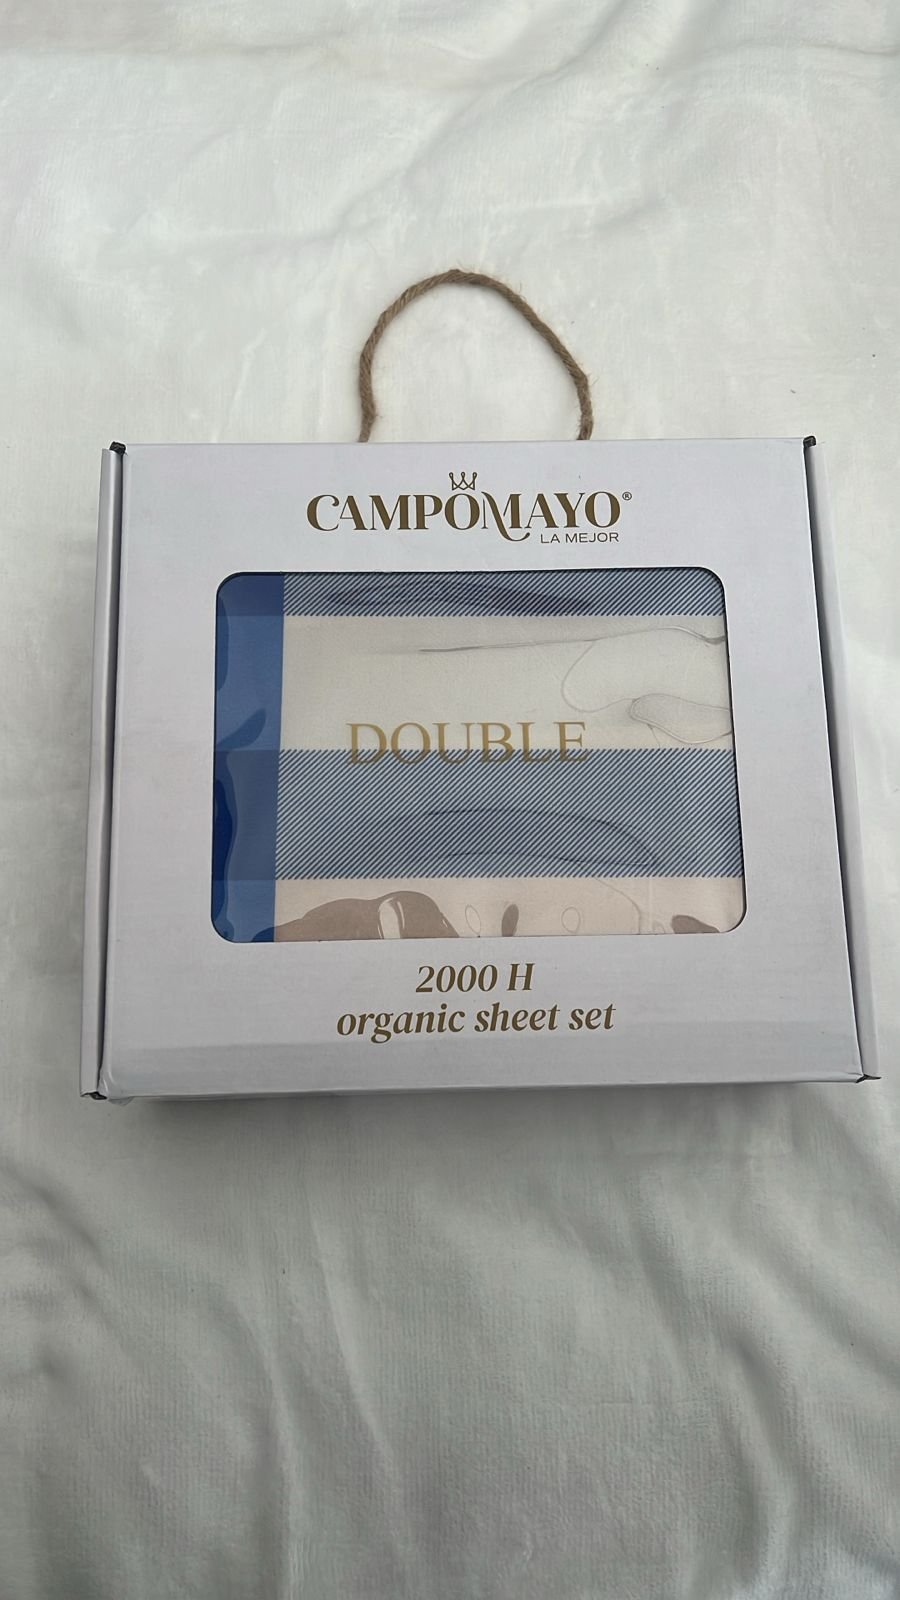 CAMPOMAYO®
LA MEJOR
DOUBLE
2000 H
organic sheet set